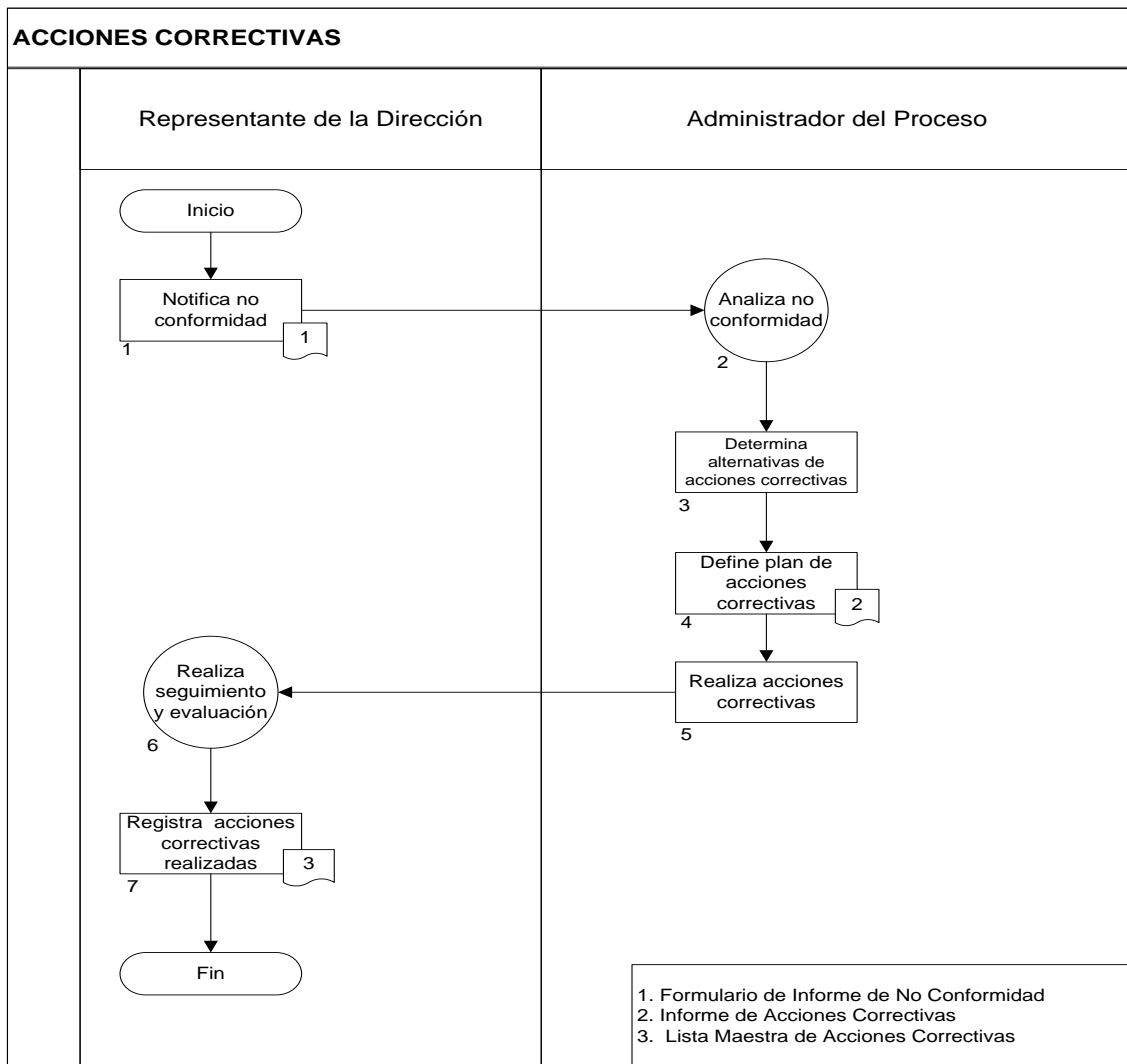 ACCIONES CORRECTIVAS
Representante de la Dirección
Administrador del Proceso
Inicio
Notifica no
conformidad
1
1
Analiza no
conformidad
2
Determina
alternativas de
acciones correctivas
3
Define plan de
acciones
correctivas
2
4
Realiza acciones
correctivas
5
Realiza
seguimiento
y evaluación
6
Registra acciones
correctivas
realizadas
3
7
Fin
1. Formulario de Informe de No Conformidad
2. Informe de Acciones Correctivas
3. Lista Maestra de Acciones Correctivas